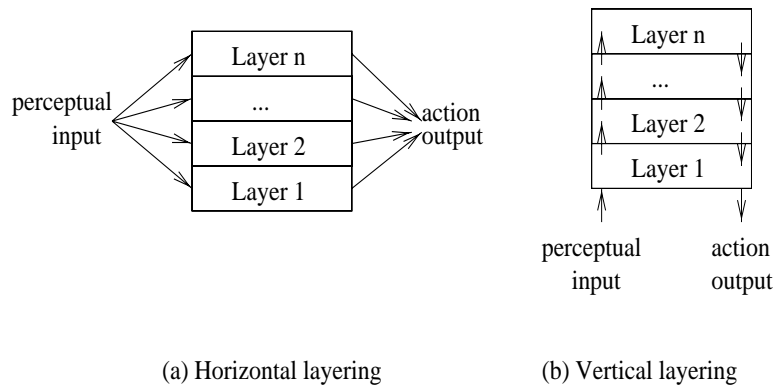 Layer n
...
Layer 2
Layer 1
perceptual
input
action
output
(a) Horizontal layering
Layer n
...
Layer 2
Layer 1
perceptual
input
action
output
(b) Vertical layering